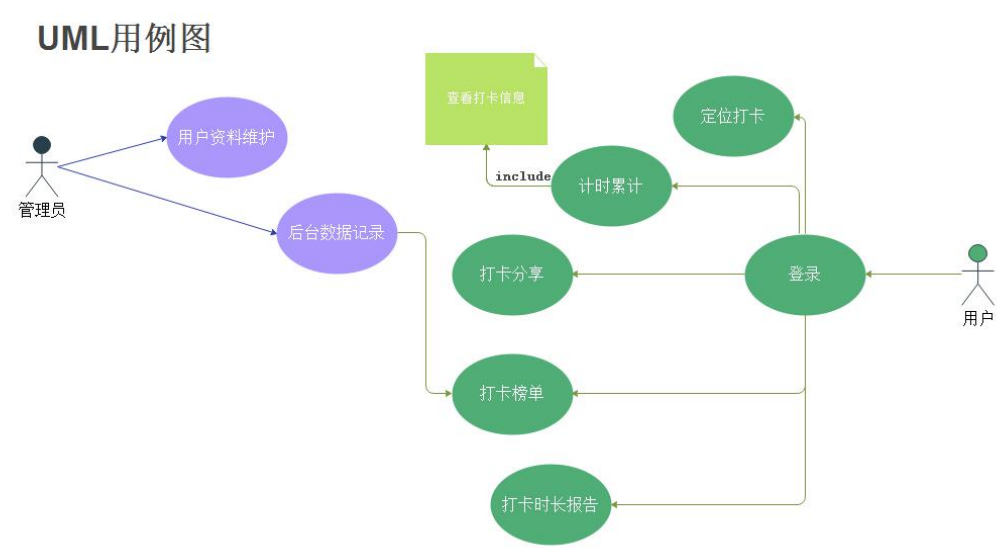 UML用例图
查看打卡信息
定位打卡
用户资料维护
include
计时累计
管理员
后台数据记录
打卡分享
登录
用户
打卡榜单
打卡时长报告